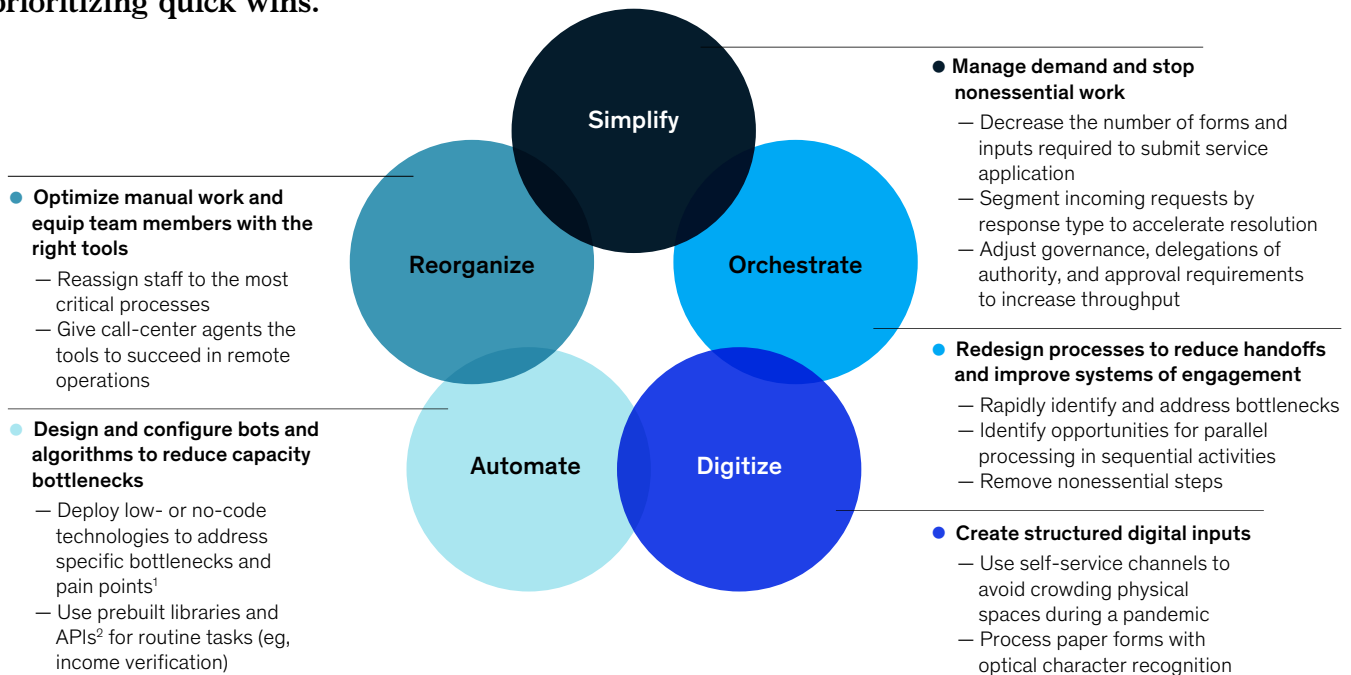 prioritizing quick wins.
Simplify
Reorganize
Orchestrate
Automate
Digitize
● Manage demand and stop
nonessential work
— Decrease the number of forms and
inputs required to submit service
application
— Segment incoming requests by
response type to accelerate resolution
— Adjust governance, delegations of
authority, and approval requirements
to increase throughput
● Redesign processes to reduce handoffs
and improve systems of engagement
— Rapidly identify and address bottlenecks
— Identify opportunities for parallel
processing in sequential activities
— Remove nonessential steps
● Create structured digital inputs
— Use self-service channels to
avoid crowding physical
spaces during a pandemic
— Process paper forms with
optical character recognition
● Optimize manual work and
equip team members with the
right tools
— Reassign staff to the most
critical processes
— Give call-center agents the
tools to succeed in remote
operations
● Design and configure bots and
algorithms to reduce capacity
bottlenecks
— Deploy low- or no-code
technologies to address
specific bottlenecks and
pain points¹
— Use prebuilt libraries and
APIs² for routine tasks (eg,
income verification)